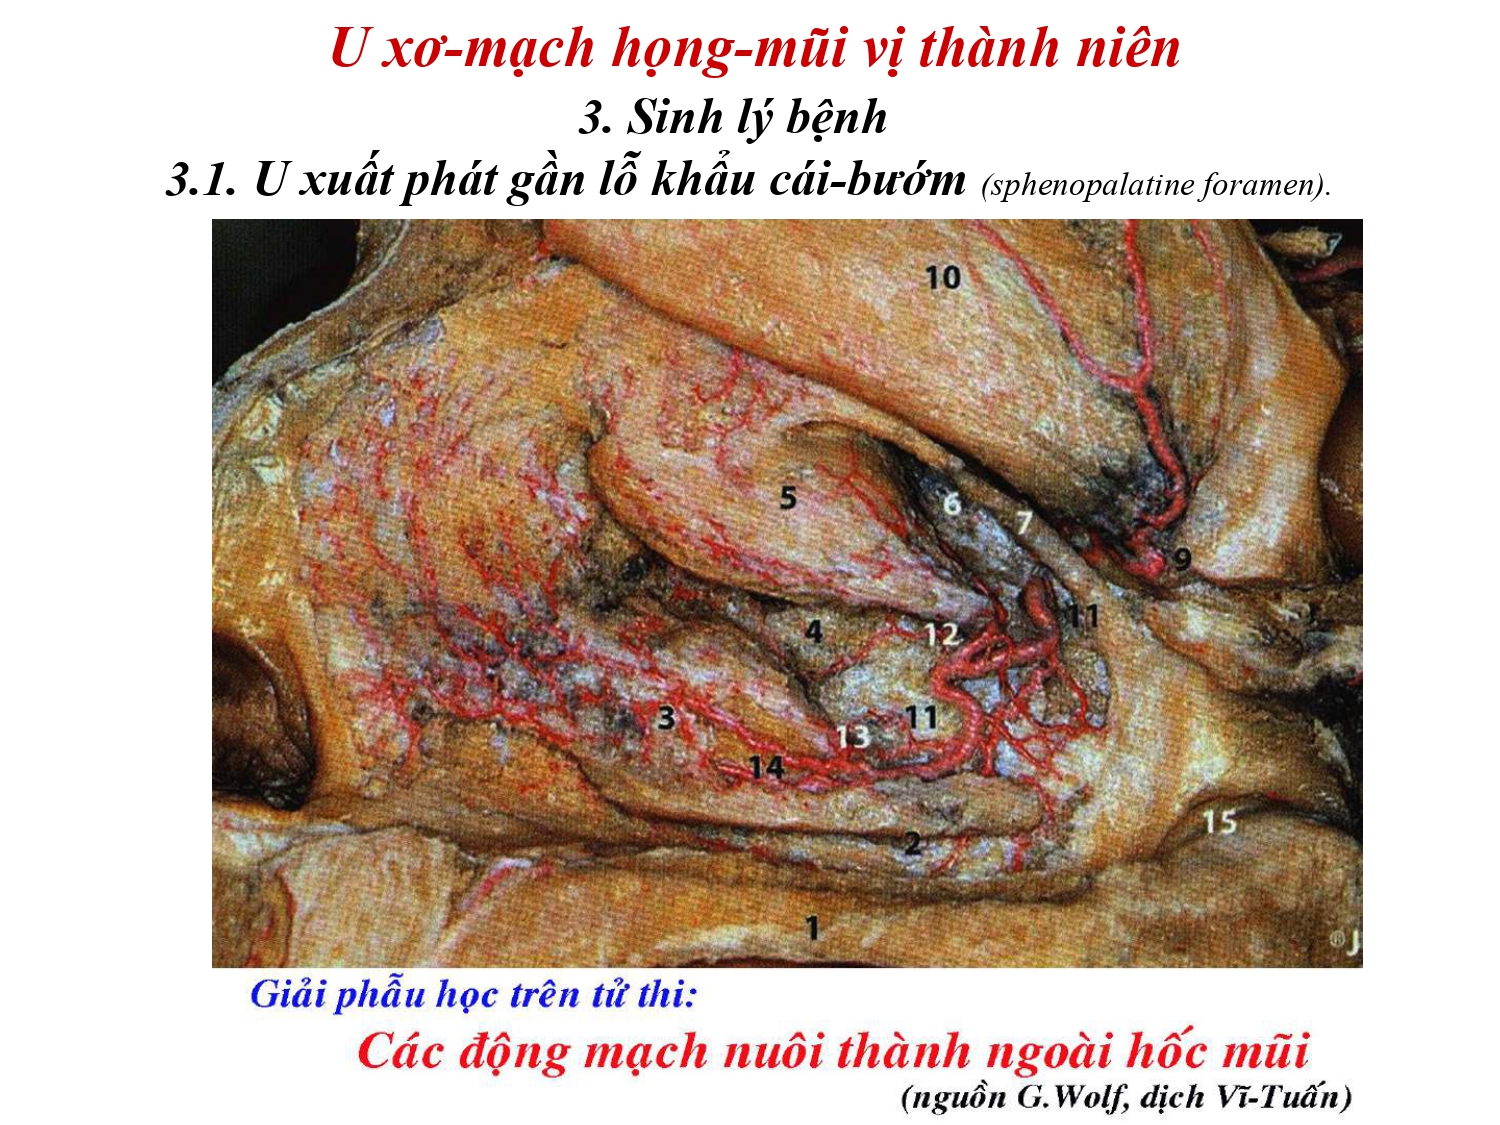 U xơ-mạch họng-mũi vị thành niên
3. Sinh lý bệnh
3.1. U xuất phát gần lỗ khẩu cái-bướm (sphenopalatine foramen).
10
5
6
7
9
11
4
12
3
11
13
14
15
2
1
® J
Giải phẫu học trên tử thi:
Các động mạch nuôi thành ngoài hốc mũi
(nguồn G.Wolf, dịch Vĩ-Tuấn)